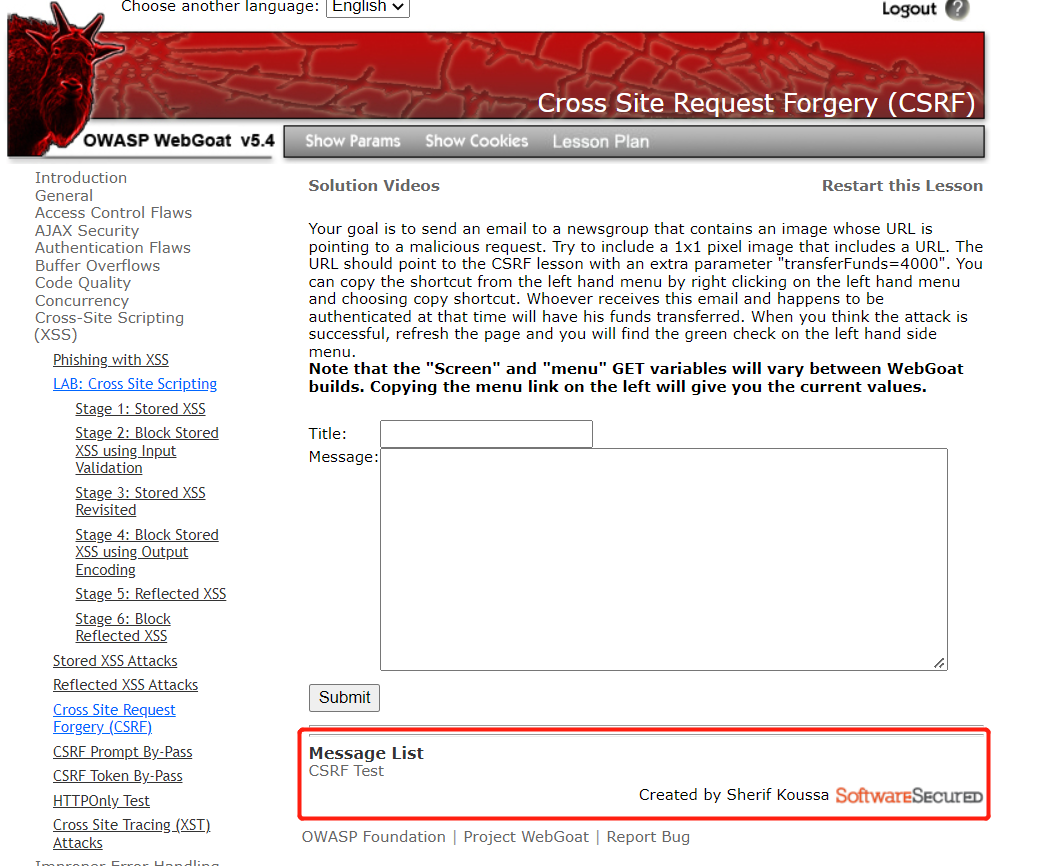 Choose another language: English
Logout ?
Cross Site Request Forgery (CSRF)
OWASP WebGoat v5.4
Show Params Show Cookies Lesson Plan
Introduction
General
Access Control Flaws
AJAX Security
Authentication Flaws
Buffer Overflows
Code Quality
Concurrency
Cross-Site Scripting
(XSS)
Phishing with XSS
LAB: Cross Site Scripting
Stage 1: Stored XSS
Stage 2: Block Stored
XSS using Input
Validation
Stage 3: Stored XSS
Revisited
Stage 4: Block Stored
XSS using Output
Encoding
Stage 5: Reflected XSS
Stage 6: Block
Reflected XSS
Stored XSS Attacks
Reflected XSS Attacks
Cross Site Request
Forgery (CSRF)
CSRF Prompt By-Pass
CSRF Token By-Pass
HTTPOnly Test
Cross Site Tracing (XST)
Attacks
Improper Error Handling
Solution Videos
Restart this Lesson
Your goal is to send an email to a newsgroup that contains an image whose URL is
pointing to a malicious request. Try to include a 1x1 pixel image that includes a URL. The
URL should point to the CSRF lesson with an extra parameter "transferFunds=4000". You
can copy the shortcut from the left hand menu by right clicking on the left hand menu
and choosing copy shortcut. Whoever receives this email and happens to be
authenticated at that time will have his funds transferred. When you think the attack is
successful, refresh the page and you will find the green check on the left hand side
menu.
Note that the "Screen" and "menu" GET variables will vary between WebGoat
builds. Copying the menu link on the left will give you the current values.
Title:
Message:
Submit
Message List
CSRF Test
Created by Sherif Koussa SoftwareSecured
OWASP Foundation | Project WebGoat | Report Bug